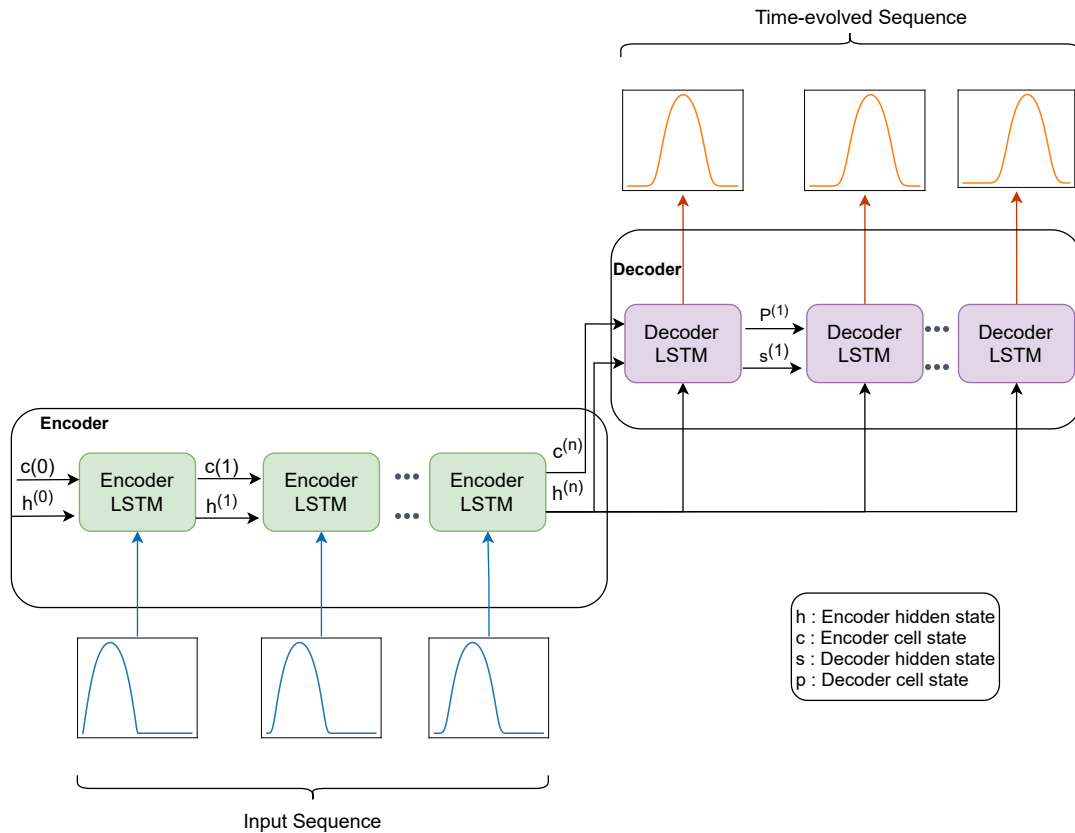 Time-evolved Sequence
Decoder
Decoder
LSTM
P(1)
s(1)
Decoder
LSTM
Decoder
LSTM
Encoder
c(0)
h(0)
Encoder
LSTM
c(1)
h(1)
Encoder
LSTM
Encoder
LSTM
c(n)
h(n)
h : Encoder hidden state
c : Encoder cell state
s : Decoder hidden state
p : Decoder cell state
Input Sequence